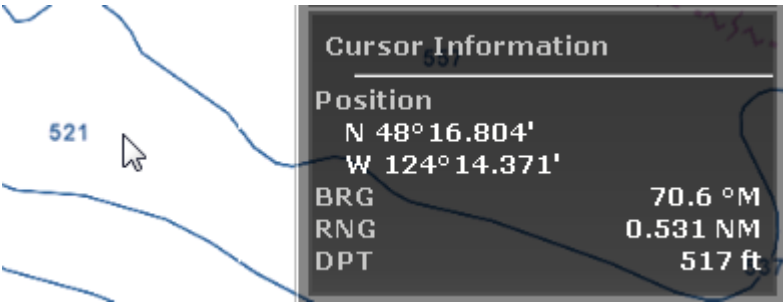 Cursor Information
557
Position
N 48°16.804'
521
W 124°14.371'
BRG 70.6 °M
RNG 0.531 NM
DPT 517 ft